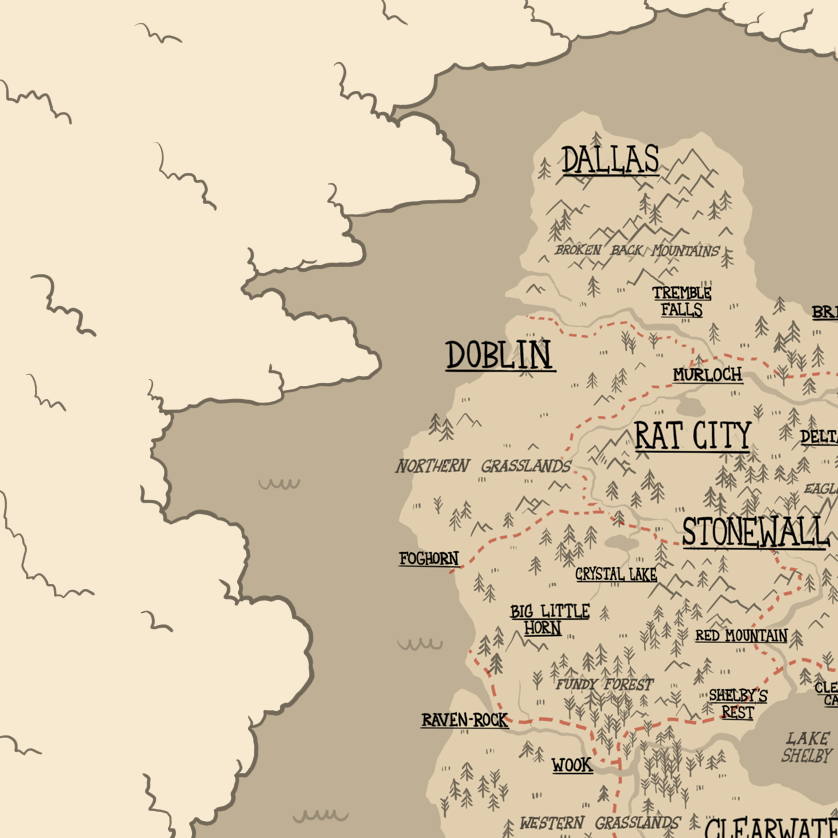 DALLAS
BROKEN BACK MOUNTAINS
TREMBLE
FALLS
BRI
DOBLIN
MURLOCH
RAT CITY
DELTA
NORTHERN GRASSLANDS
EAGL
STONEWALL
FOGHORN
CRYSTAL LAKE
BIG LITTLE
HORN
RED MOUNTAIN
FUNDY FOREST
SHELBY'S
REST
CLE
CA
RAVEN-ROCK
LAKE
SHELBY
WOOK
WESTERN GRASSLANDS
CLEARWATE